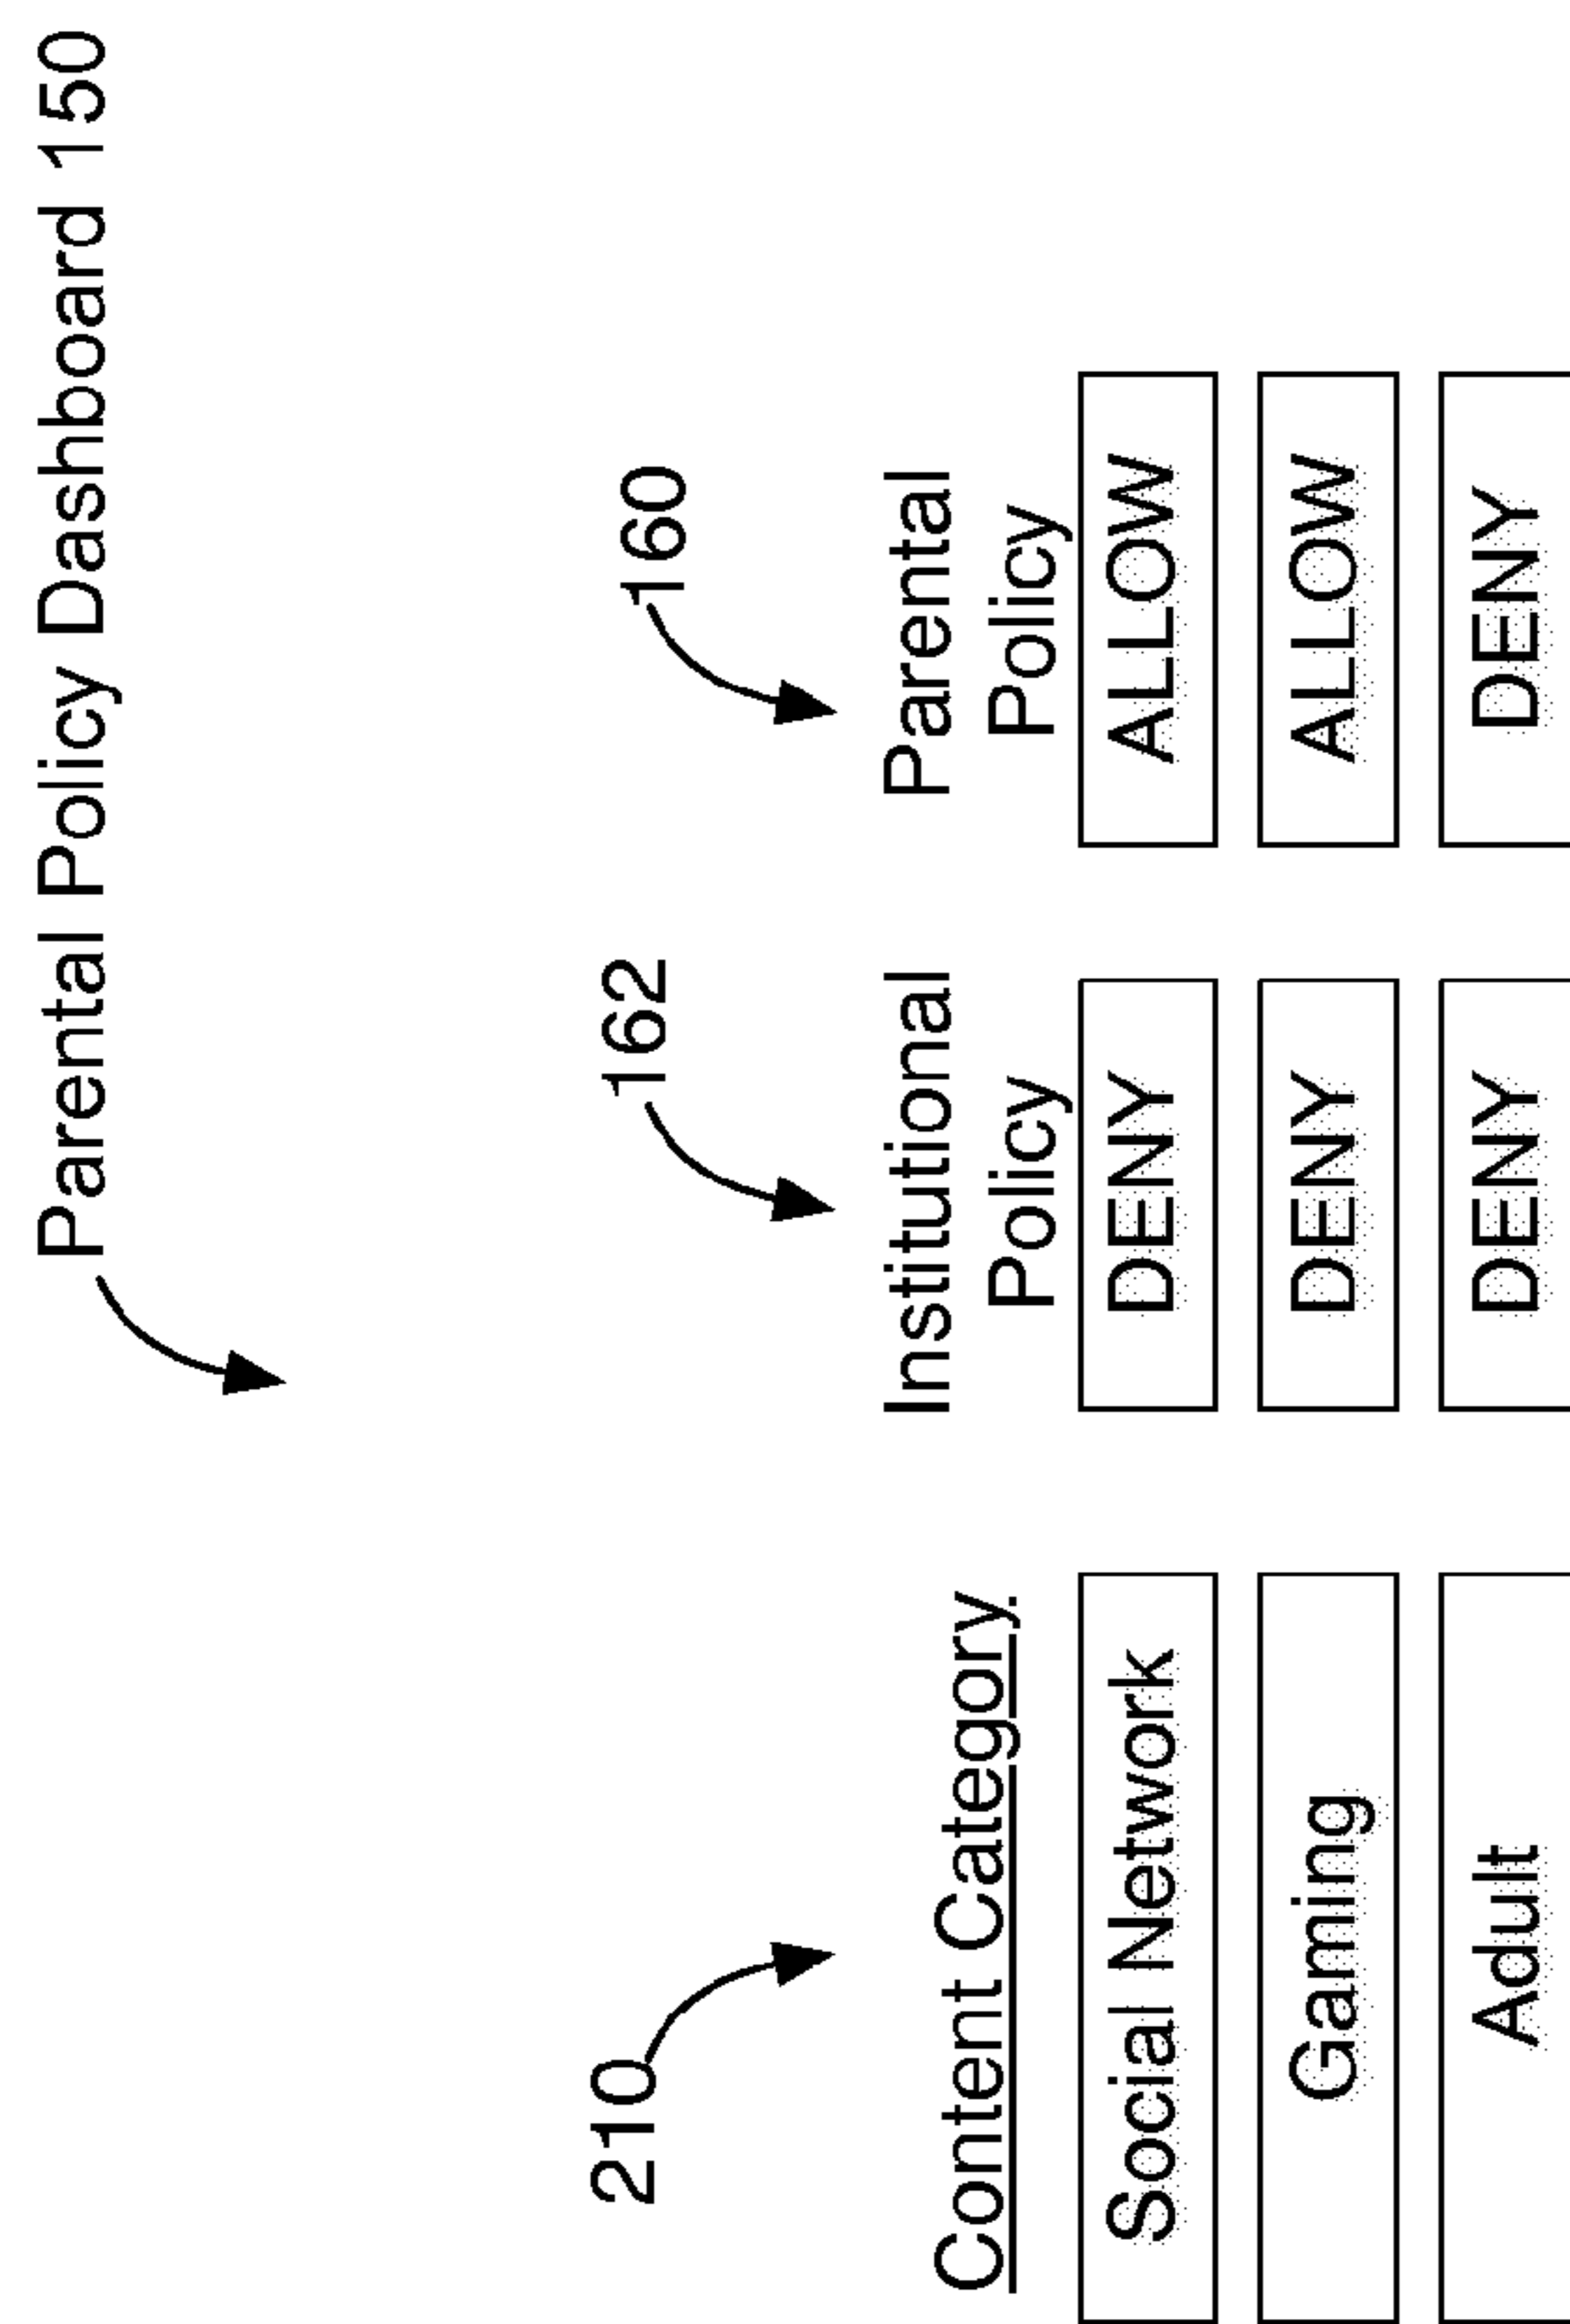 Parental Policy Dashboard 150
210
162
160
Content Category
Institutional
Policy
Parental
Policy
Social Network
DENY
ALLOW
Gaming
DENY
ALLOW
Adult
DENY
DENY